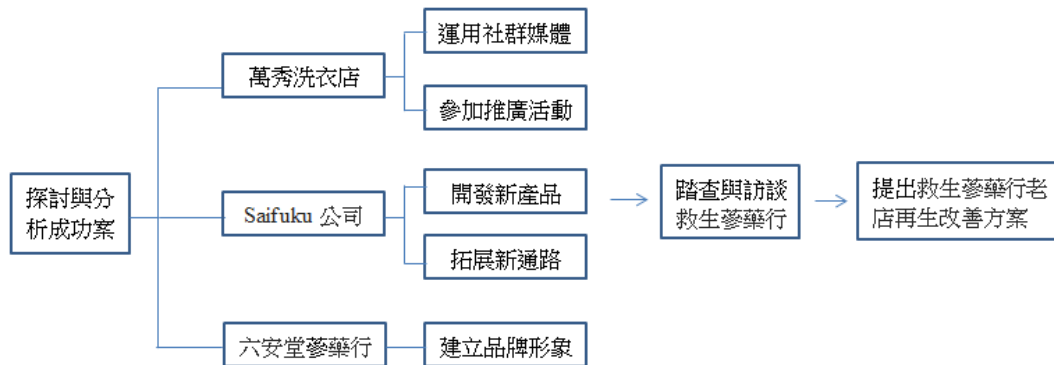 探討與分
析成功案
萬秀洗衣店
運用社群媒體
參加推廣活動
Saifuku 公司
開發新產品
拓展新通路
六安堂蔘藥行
建立品牌形象
踏查與訪談
救生蔘藥行
提出救生蔘藥行老
店再生改善方案